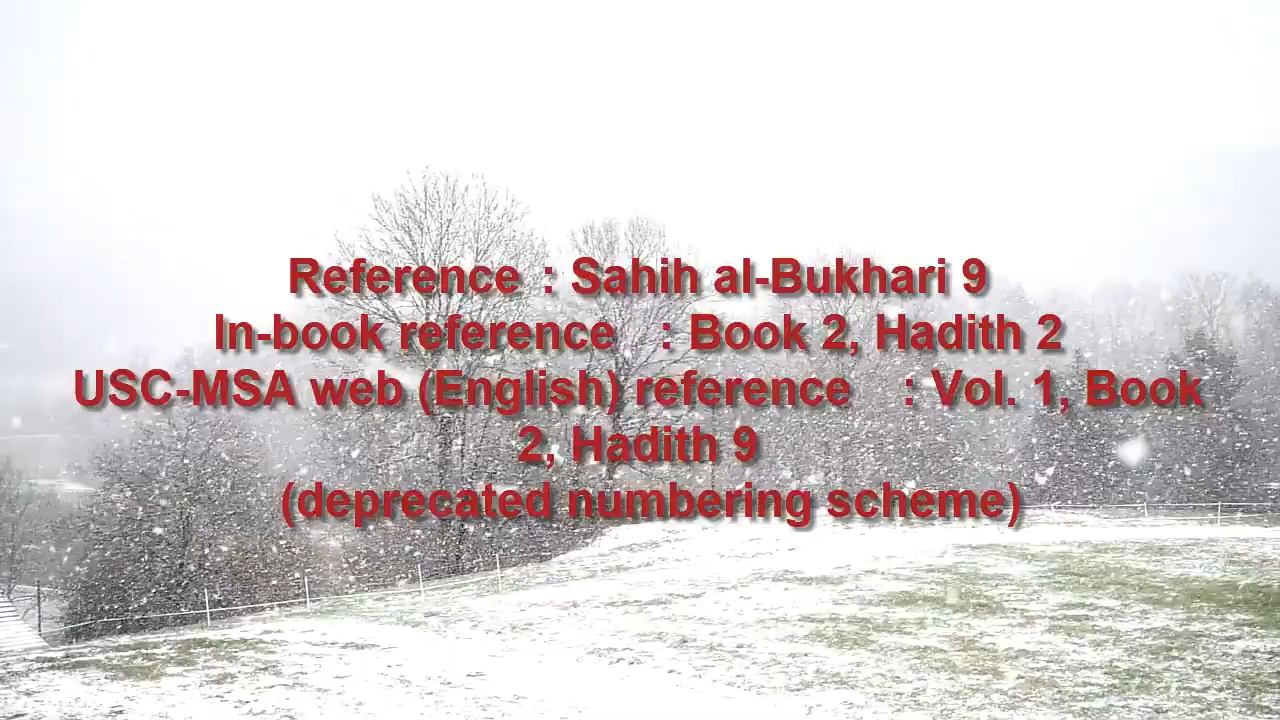 Reference : Sahih al-Bukhari 9
In-book reference : Book 2, Hadith 2
USC-MSA web (English) reference : Vol. 1, Book
2, Hadith 9
(deprecated numbering scheme)